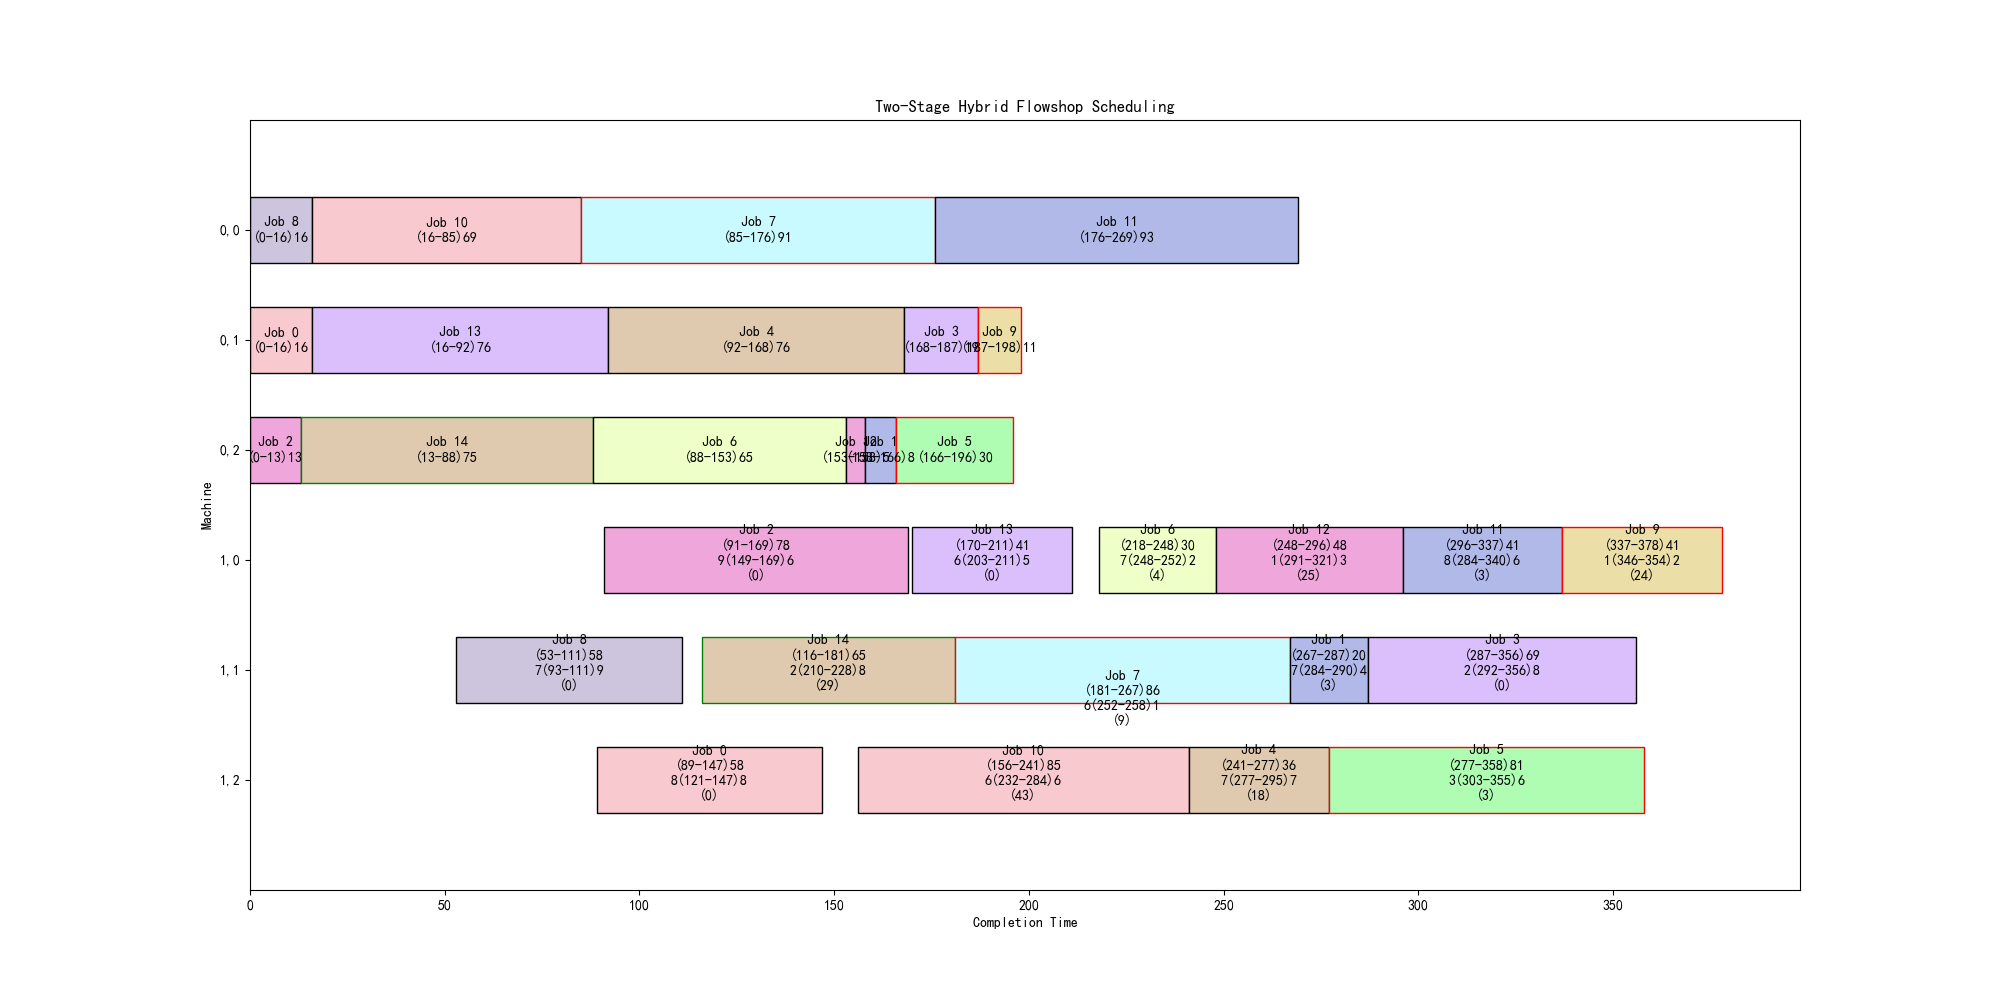 Two-Stage Hybrid Flowshop Scheduling
Machine
0,0
Job 8
(0-16)16
Job 10
(16-85)69
Job 7
(85-176)91
Job 11
(176-269)93
0,1
Job 0
(0-16)16
Job 13
(16-92)76
Job 4
(92-168)76
Job 3
(168-187)19
Job 9
(187-198)11
0,2
Job 2
(0-13)13
Job 14
(13-88)75
Job 6
(88-153)65
Job 12
(153-158)5
Job 1
(158-166)8
Job 5
(166-196)30
1,0
Job 2
(91-169)78
9(149-169)6
(0)
Job 13
(170-211)41
6(203-211)5
(0)
Job 6
(218-248)30
7(248-252)2
(4)
Job 12
(248-296)48
1(291-321)3
(25)
Job 11
(296-337)41
8(284-340)6
(3)
Job 9
(337-378)41
1(346-354)2
(24)
1,1
Job 8
(53-111)58
7(93-111)9
(0)
Job 14
(116-181)65
2(210-228)8
(29)
Job 7
(181-267)86
6(252-258)1
(9)
Job 1
(267-287)20
7(284-290)4
(3)
Job 3
(287-356)69
2(292-356)8
(0)
1,2
Job 0
(89-147)58
8(121-147)8
(0)
Job 10
(156-241)85
6(232-284)6
(43)
Job 4
(241-277)36
7(277-295)7
(18)
Job 5
(277-358)81
3(303-355)6
(3)
0
50
100
150
200
250
300
350
Completion Time